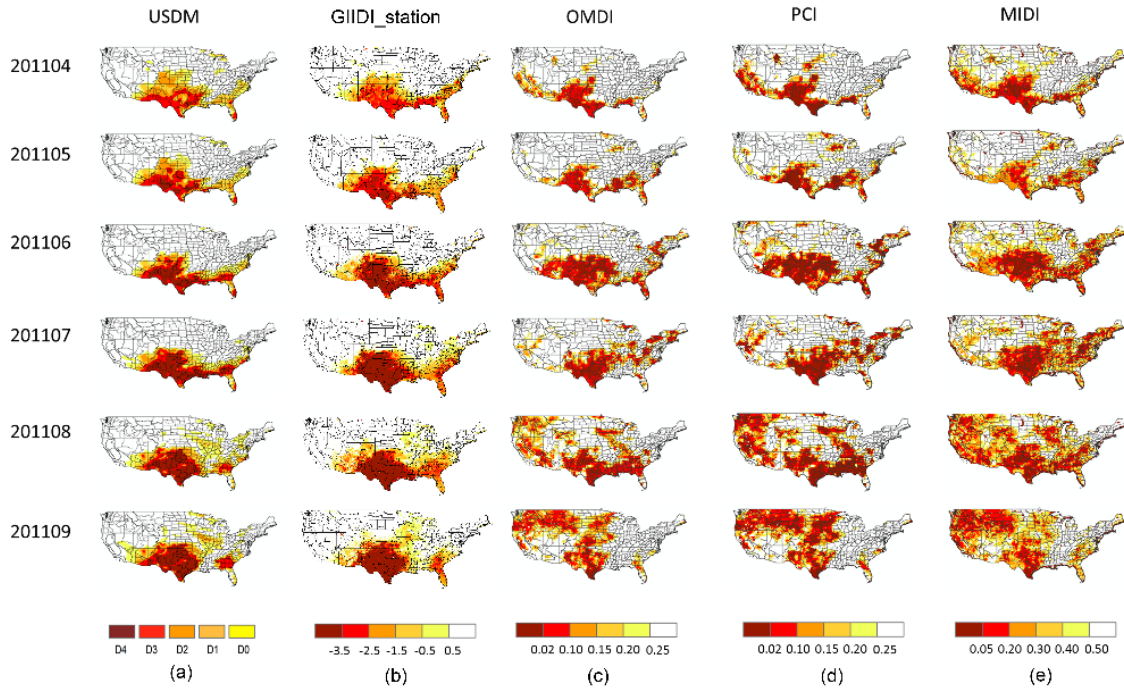 USDM GIIDI_station OMDI PCI MIDI
201104
201105
201106
201107
201108
201109
D4 D3 D2 D1 D0
-3.5 -2.5 -1.5 -0.5 0.5
0.02 0.10 0.15 0.20 0.25
0.02 0.10 0.15 0.20 0.25
0.05 0.20 0.30 0.40 0.50
(a) (b) (c) (d) (e)